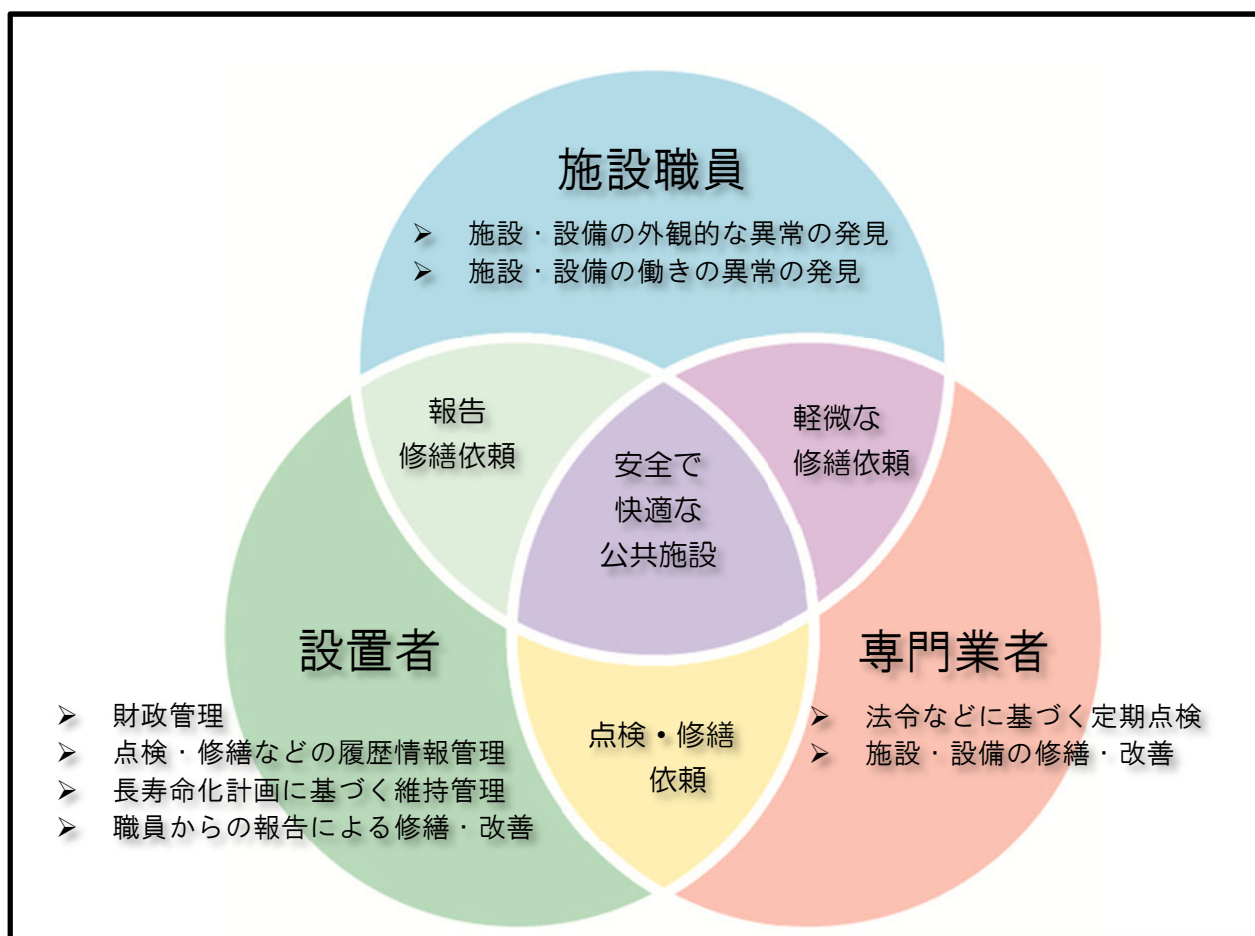 施設職員
➢ 施設・設備の外観的な異常の発見
➢ 施設・設備の働きの異常の発見
報告
修繕依頼
軽微な
修繕依頼
安全で
快適な
公共施設
設置者
➢ 財政管理
➢ 点検・修繕などの履歴情報管理
➢ 長寿命化計画に基づく維持管理
➢ 職員からの報告による修繕・改善
専門業者
➢ 法令などに基づく定期点検
➢ 施設・設備の修繕・改善
点検・修繕
依頼